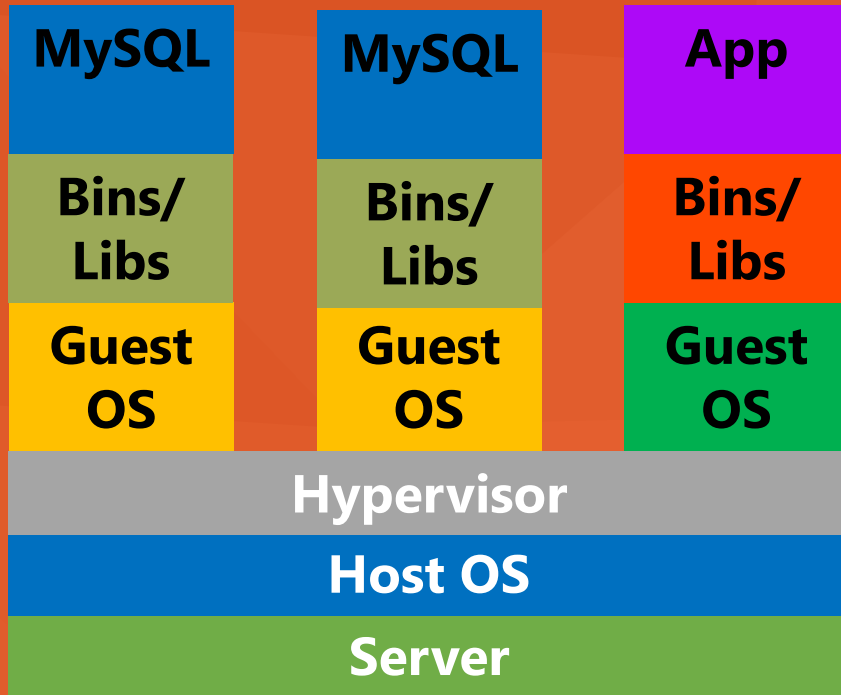 MySQL
MySQL
App
Bins/
Libs
Bins/
Libs
Bins/
Libs
Guest
OS
Guest
OS
Guest
OS
Hypervisor
Host OS
Server